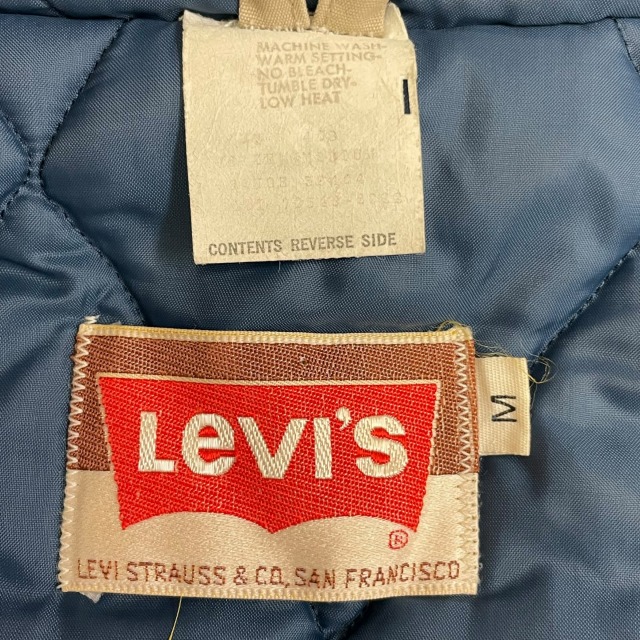 MACHINE WASH-
WARM SETTING-
NO BLEACH-
TUMBLE DRY-
LOW HEAT
CONTENTS REVERSE SIDE
Levi's
®
M
LEVI STRAUSS & CO. SAN FRANCISCO